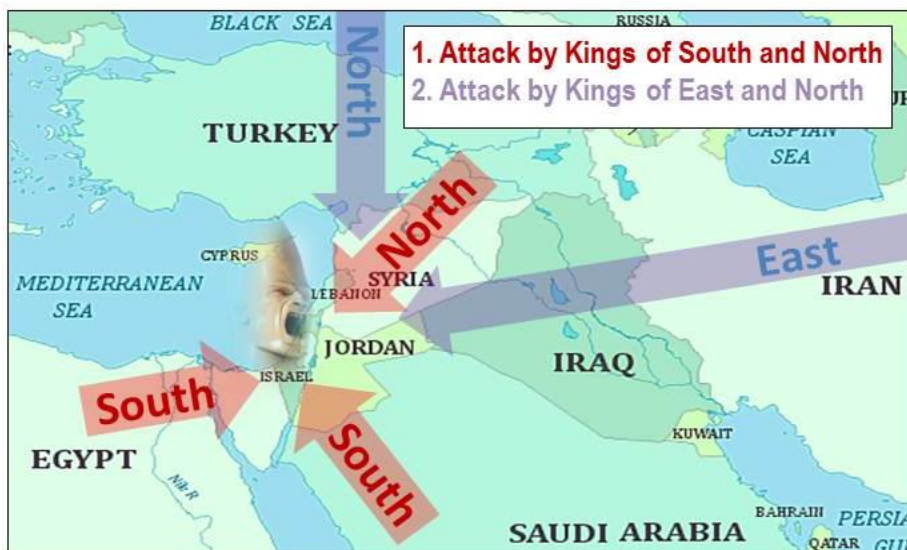 BLACK SEA
RUSSIA
1. Attack by Kings of South and North
2. Attack by Kings of East and North
North
TURKEY
CASPIAN
SEA
North
CYPRUS
SYRIA
East
MEDITERRANEAN
SEA
LEBANON
IRAN
JORDAN
IRAQ
ISRAEL
South
KUWAIT
EGYPT
South
Nile R
SAUDI ARABIA
BAHRAIN
PERSIA
QATAR
GU